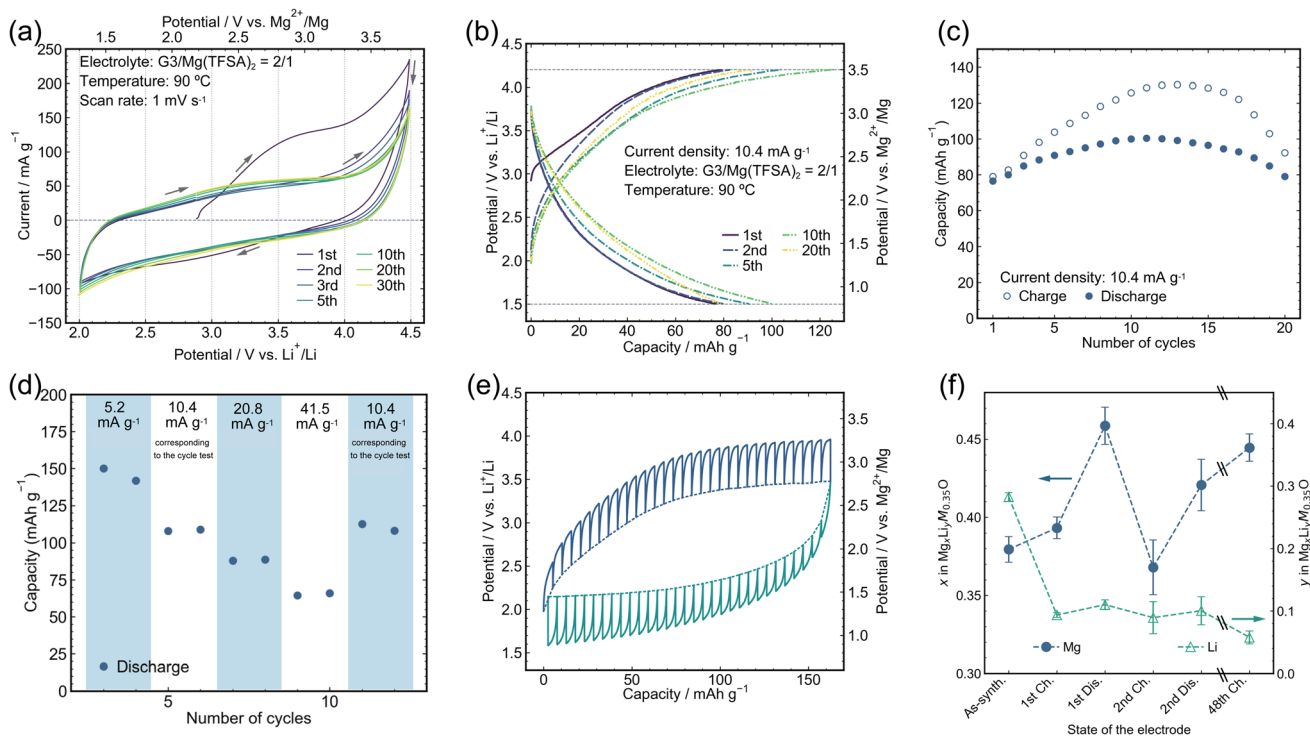 (a)
Potential / V vs. Mg²⁺/Mg
1.5 2.0 2.5 3.0 3.5
Electrolyte: G3/Mg(TFSA)₂ = 2/1
Temperature: 90 ºC
Scan rate: 1 mV s⁻¹
Current / mA g⁻¹
250
200
150
100
50
0
−50
−100
−150
1st
2nd
3rd
5th
10th
20th
30th
2.0 2.5 3.0 3.5 4.0 4.5
Potential / V vs. Li⁺/Li
(b)
Potential / V vs. Li⁺/Li
4.5
4.0
3.5
3.0
2.5
2.0
1.5
Current density: 10.4 mA g⁻¹
Electrolyte: G3/Mg(TFSA)₂ = 2/1
Temperature: 90 ºC
1st
2nd
5th
10th
20th
3.5
3.0
2.5
2.0
1.5
1.0
Potential / V vs. Mg²⁺/Mg
0 20 40 60 80 100 120
Capacity / mAh g⁻¹
(c)
Capacity (mAh g⁻¹)
140
120
100
80
60
40
20
0
Current density: 10.4 mA g⁻¹
Charge
Discharge
1 5 10 15 20
Number of cycles
(d)
Capacity (mAh g⁻¹)
200
175
150
125
100
75
50
25
0
5.2
mA g⁻¹
10.4
mA g⁻¹
corresponding
to the cycle test
20.8
mA g⁻¹
41.5
mA g⁻¹
10.4
mA g⁻¹
corresponding
to the cycle test
Discharge
5 10
Number of cycles
(e)
Potential / V vs. Li⁺/Li
4.5
4.0
3.5
3.0
2.5
2.0
1.5
3.5
3.0
2.5
2.0
1.5
1.0
Potential / V vs. Mg²⁺/Mg
0 50 100 150
Capacity / mAh g⁻¹
(f)
x in MgₓLiᵧM₀.₃₅O
0.45
0.40
0.35
0.30
0.4
0.3
0.2
0.1
0.0
y in MgₓLiᵧM₀.₃₅O
Mg
Li
As-synth.
1st Ch.
1st Dis.
2nd Ch.
2nd Dis.
48th Ch.
State of the electrode